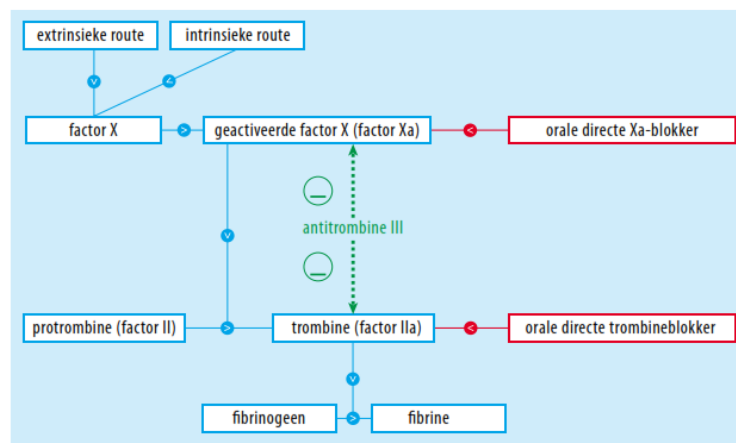 extrinsieke route
intrinsieke route
factor X
geactiveerde factor X (factor Xa)
orale directe Xa-blokker
antitrombine III
protrombine (factor II)
trombine (factor IIa)
orale directe trombineblokker
fibrinogeen
fibrine